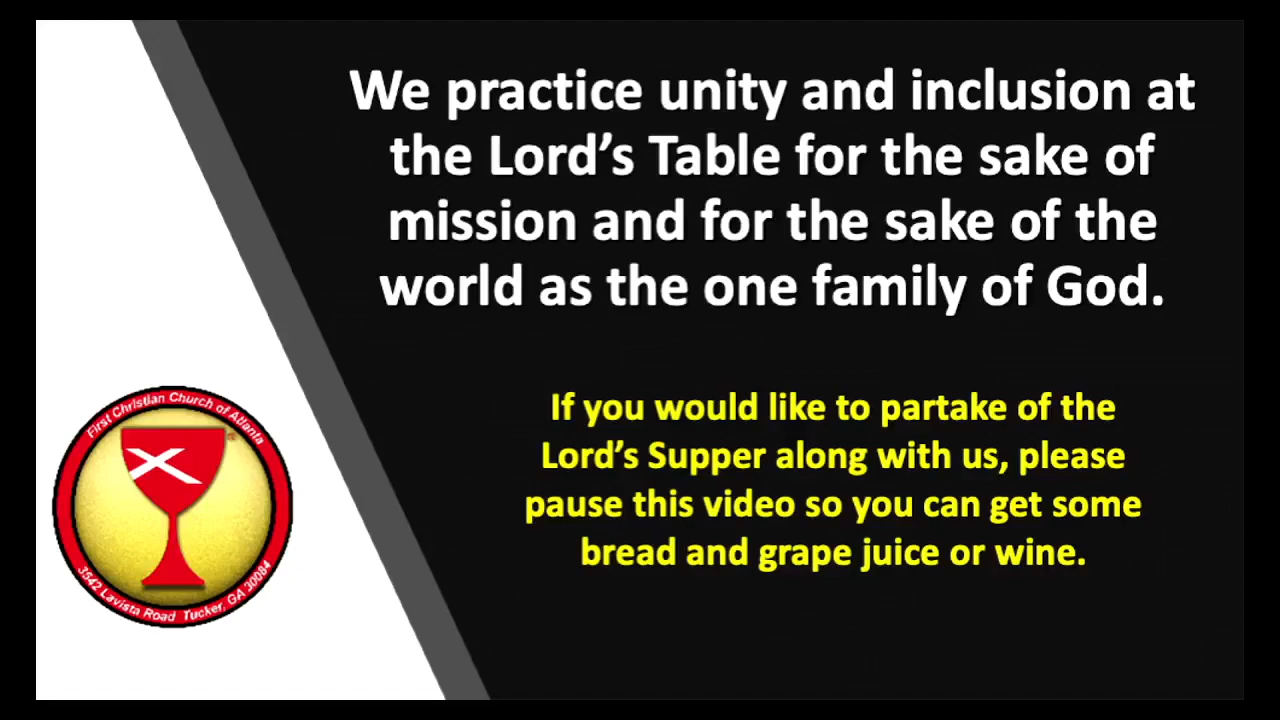 We practice unity and inclusion at
the Lord’s Table for the sake of
mission and for the sake of the
world as the one family of God.
If you would like to partake of the
Lord’s Supper along with us, please
pause this video so you can get some
bread and grape juice or wine.
First Christian Church of Atlanta
3542 Lavista Road Tucker, GA 30084